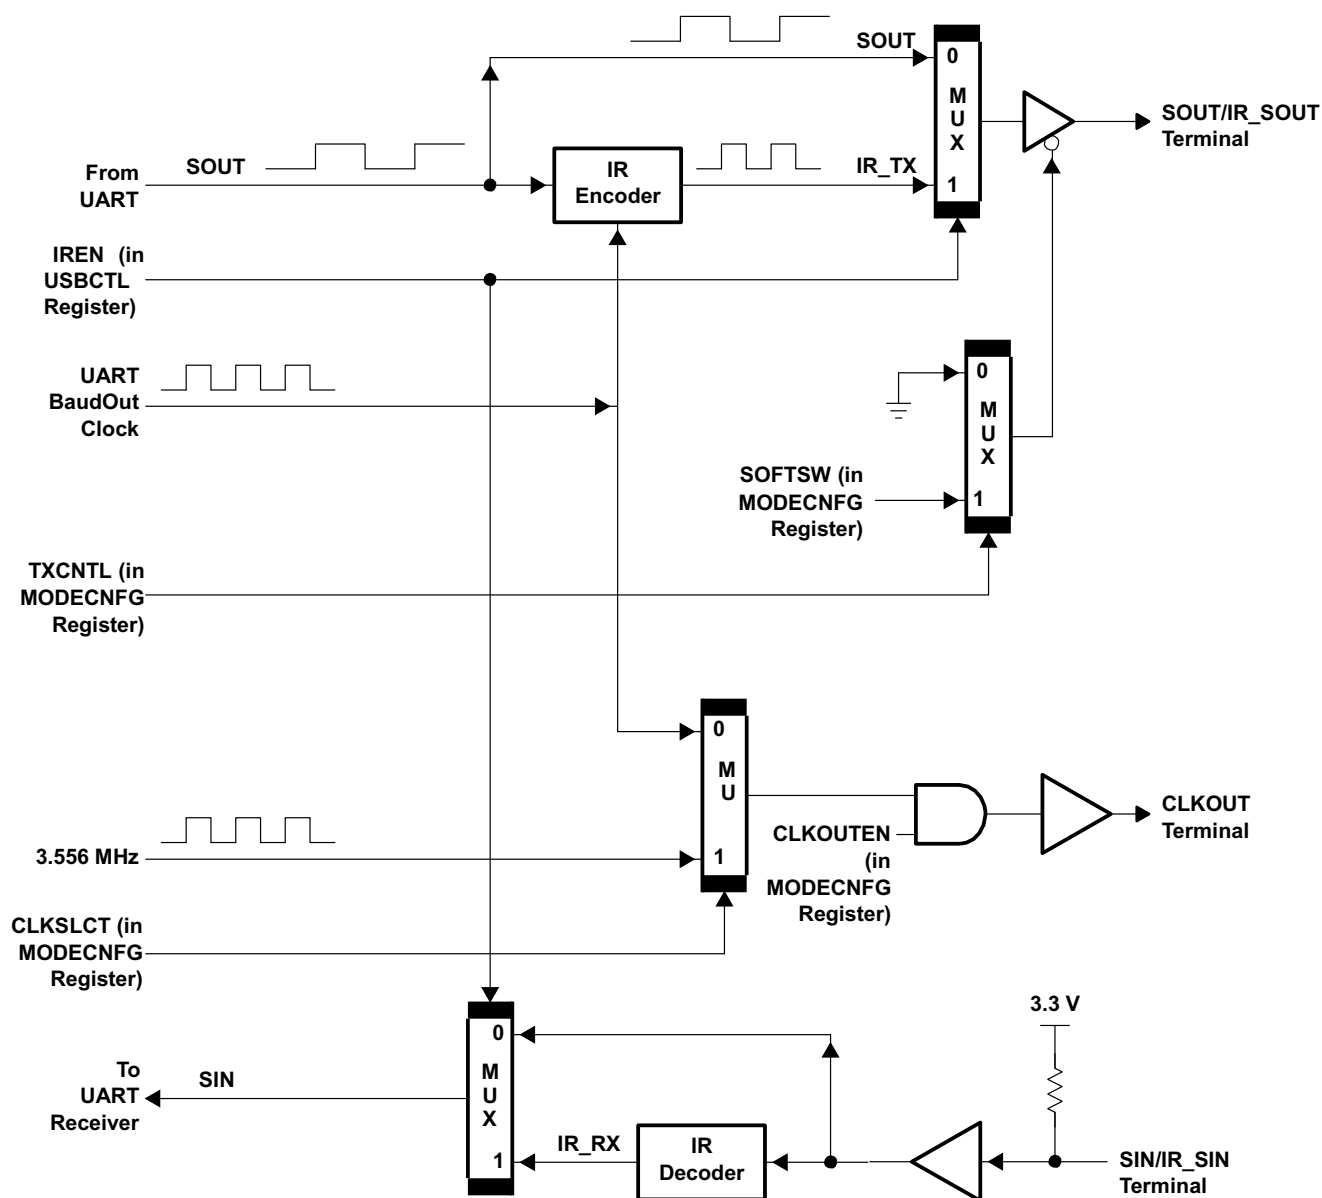 SOUT
0
M
U
X
1
SOUT/IR_SOUT
Terminal
From
UART
SOUT
IR
Encoder
IR_TX
IREN (in
USBCTL
Register)
UART
BaudOut
Clock
0
M
U
X
1
SOFTSW (in
MODECNFG
Register)
TXCNTL (in
MODECNFG
Register)
0
M
U
1
CLKOUT
Terminal
CLKOUTEN
(in
MODECNFG
Register)
3.556 MHz
CLKSLCT (in
MODECNFG
Register)
3.3 V
0
M
U
X
1
To
UART
Receiver
SIN
IR_RX
IR
Decoder
SIN/IR_SIN
Terminal